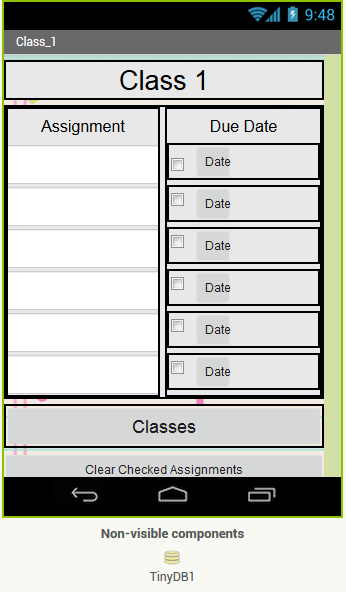 9:48
Class_1
Class 1
Assignment
Due Date
Date
Date
Date
Date
Date
Date
Classes
Clear Checked Assignments
Non-visible components
TinyDB1